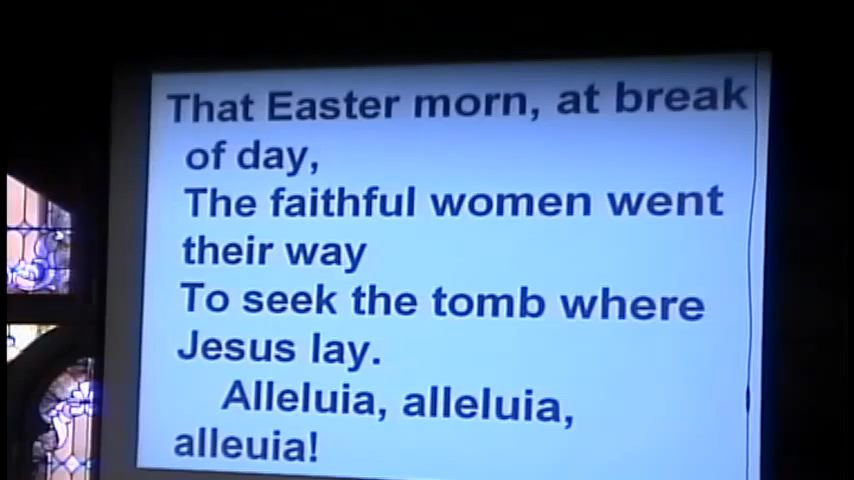 That Easter morn, at break
of day,
The faithful women went
their way
To seek the tomb where
Jesus lay.
Alleluia, alleluia,
alleuia!